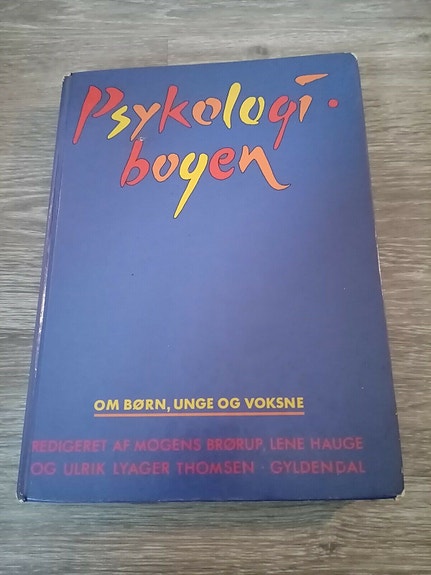 Psykologi·
bogen
OM BØRN, UNGE OG VOKSNE
REDIGERET AF MOGENS BRØRUP, LENE HAUGE
OG ULRIK LYAGER THOMSEN · GYLDENDAL